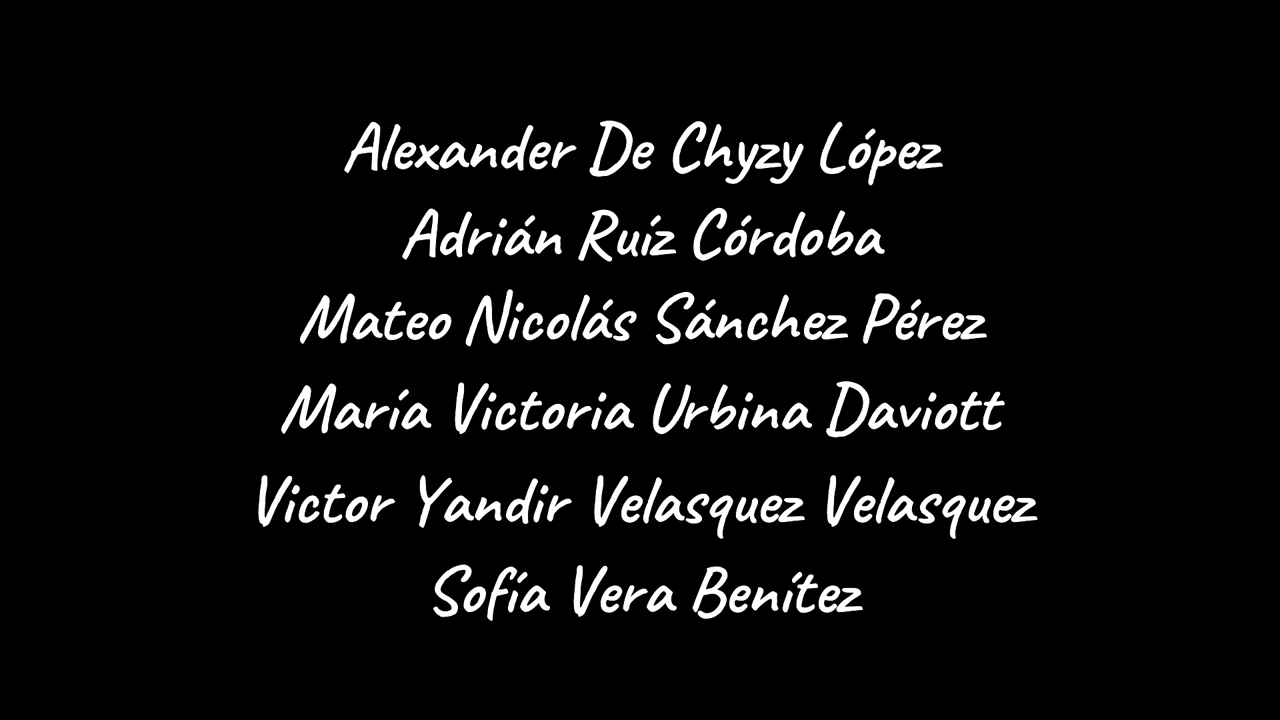 Alexander De Chyzy López
Adrián Ruíz Córdoba
Mateo Nicolás Sánchez Pérez
María Victoria Urbina Daviott
Victor Yandir Velasquez Velasquez
Sofía Vera Benítez